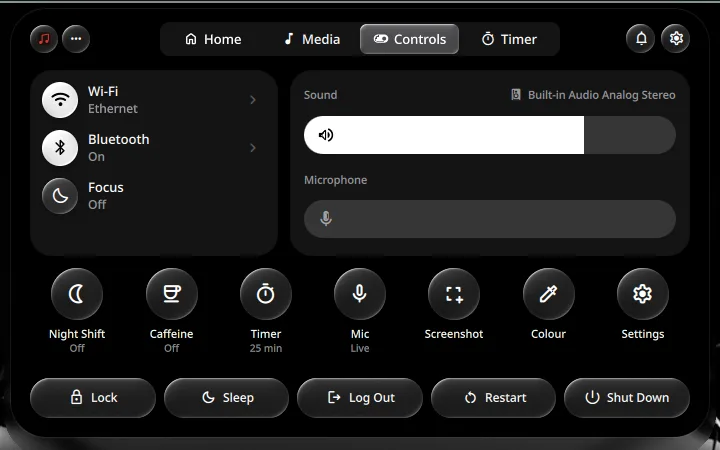 Home
Media
Controls
Timer
Wi-Fi
Ethernet
Bluetooth
On
Focus
Off
Sound
Built-in Audio Analog Stereo
Microphone
Night Shift
Off
Caffeine
Off
Timer
25 min
Mic
Live
Screenshot
Colour
Settings
Lock
Sleep
Log Out
Restart
Shut Down